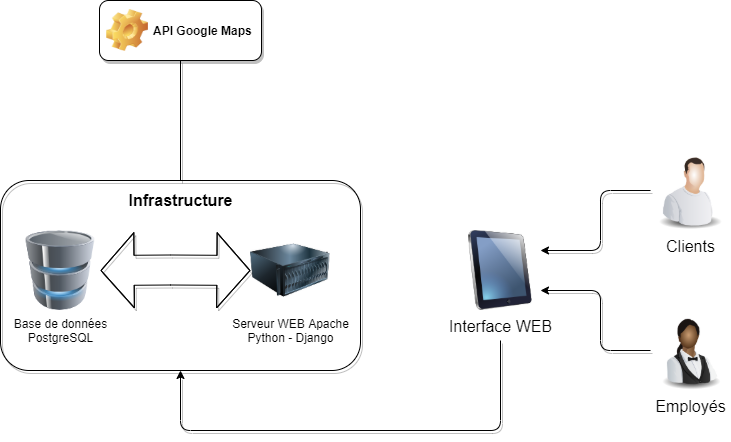 API Google Maps
Infrastructure
Base de données
PostgreSQL
Serveur WEB Apache
Python - Django
Interface WEB
Clients
Employés